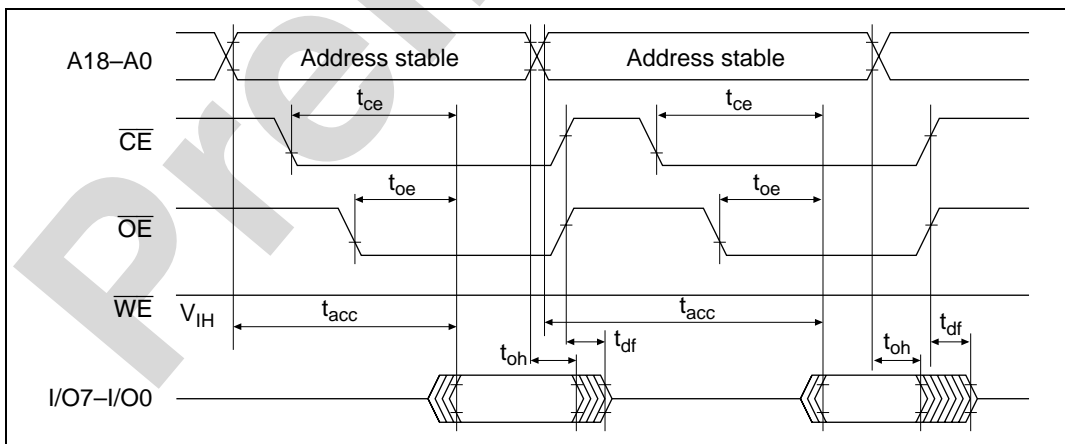 A18–A0
Address stable
Address stable
t_ce
t_ce
CE
t_oe
t_oe
OE
WE
V_IH
t_acc
t_acc
t_oh
t_df
t_oh
t_df
I/O7–I/O0